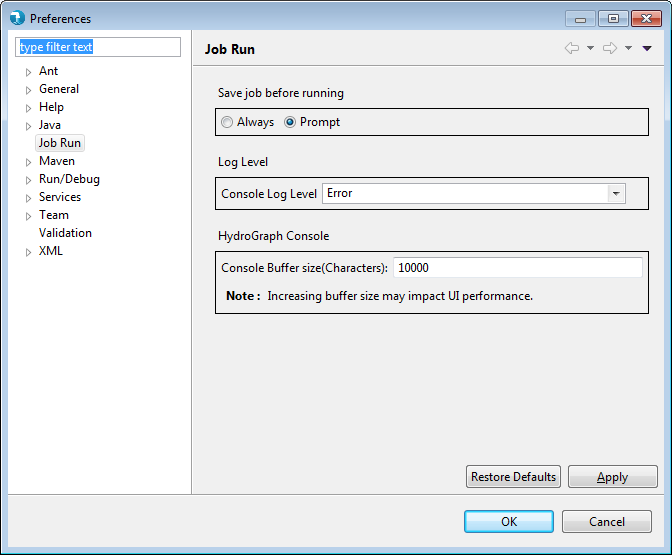 Preferences
type filter text
Ant
General
Help
Java
Job Run
Maven
Run/Debug
Services
Team
Validation
XML
Job Run
Save job before running
Always Prompt
Log Level
Console Log Level Error
HydroGraph Console
Console Buffer size(Characters): 10000
Note : Increasing buffer size may impact UI performance.
Restore Defaults Apply
OK Cancel